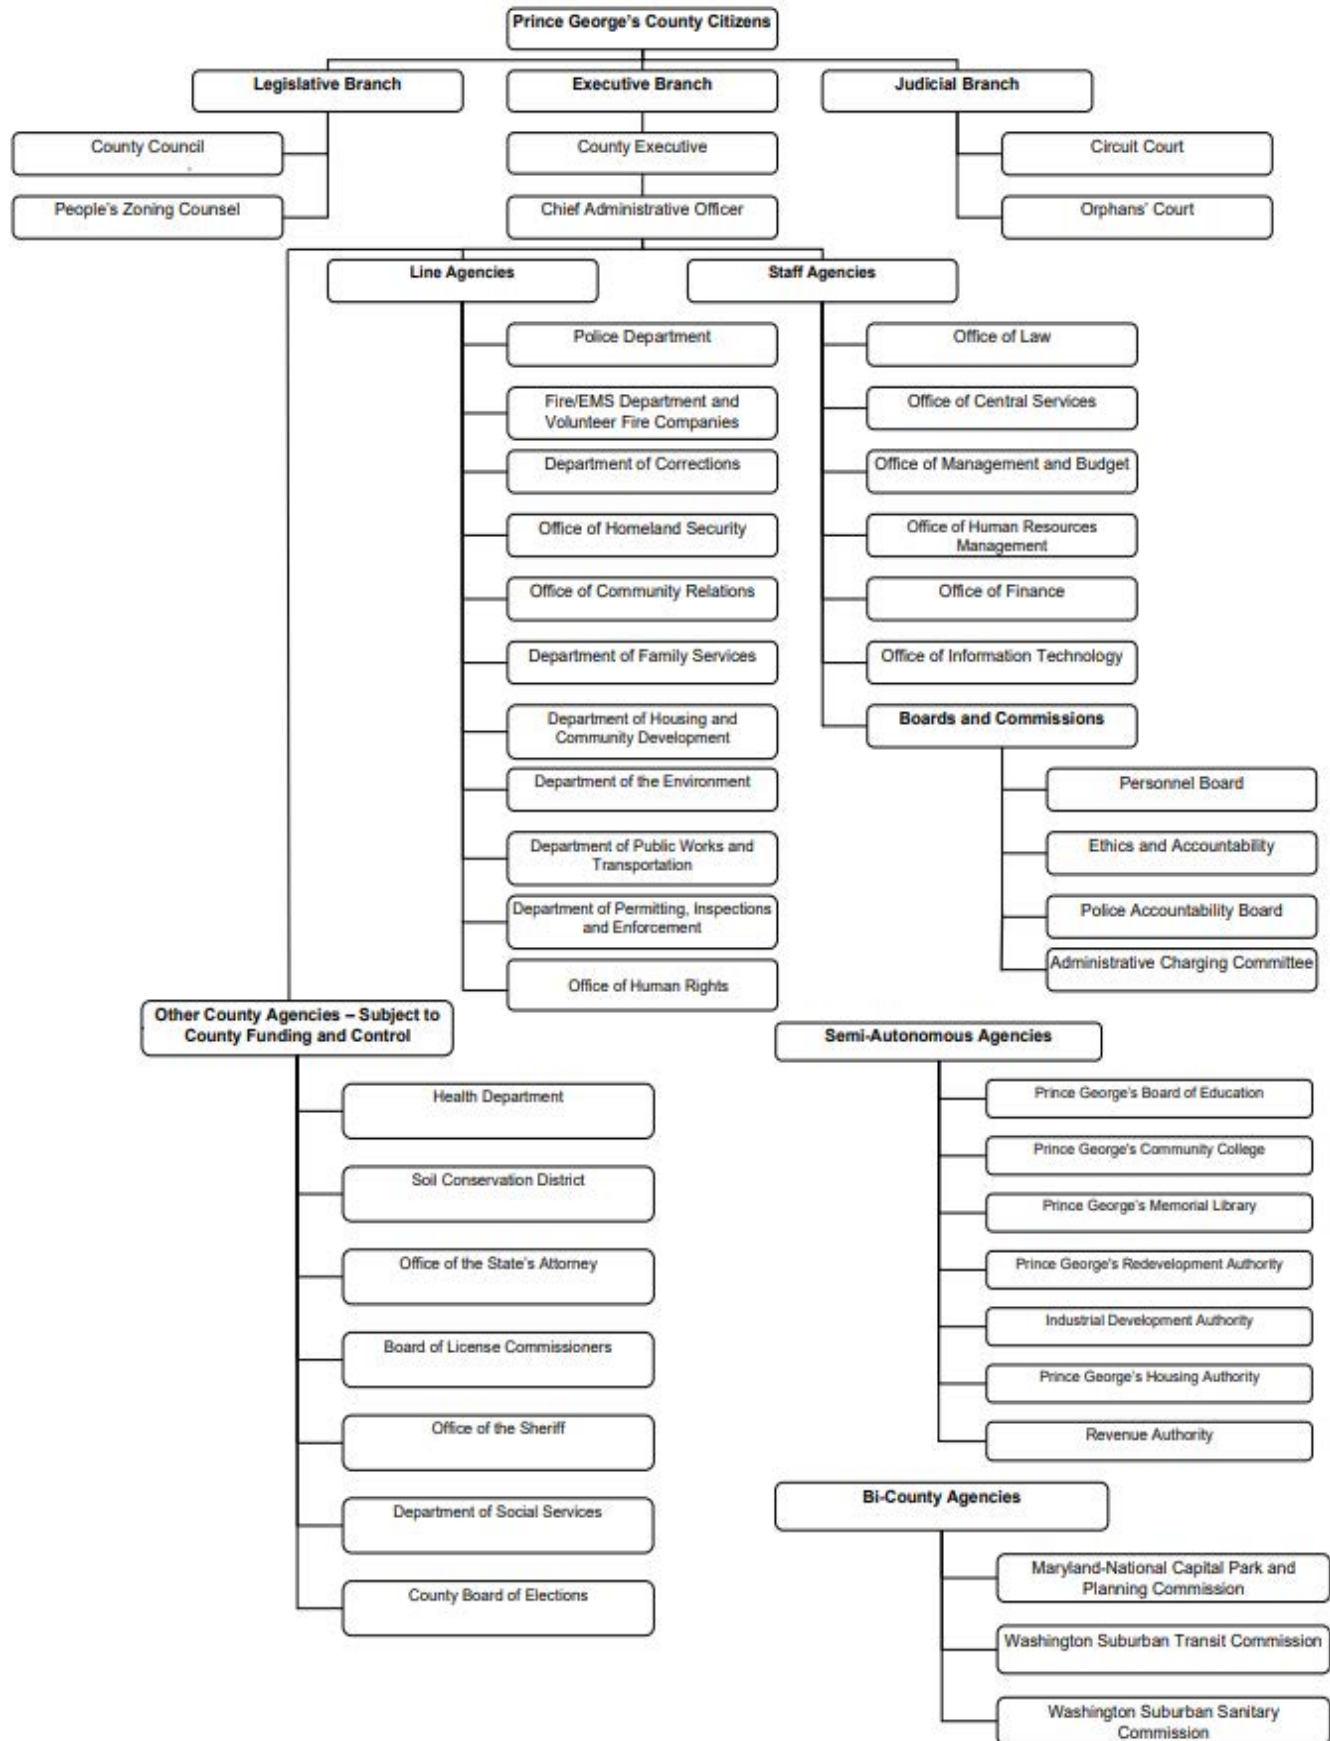 Prince George's County Citizens
Legislative Branch
Executive Branch
Judicial Branch
County Council
County Executive
Circuit Court
People's Zoning Counsel
Chief Administrative Officer
Orphans' Court
Line Agencies
Staff Agencies
Police Department
Fire/EMS Department and
Volunteer Fire Companies
Department of Corrections
Office of Homeland Security
Office of Community Relations
Department of Family Services
Department of Housing and
Community Development
Department of the Environment
Department of Public Works and
Transportation
Department of Permitting, Inspections
and Enforcement
Office of Human Rights
Office of Law
Office of Central Services
Office of Management and Budget
Office of Human Resources
Management
Office of Finance
Office of Information Technology
Boards and Commissions
Personnel Board
Ethics and Accountability
Police Accountability Board
Administrative Charging Committee
Other County Agencies – Subject to
County Funding and Control
Health Department
Soil Conservation District
Office of the State's Attorney
Board of License Commissioners
Office of the Sheriff
Department of Social Services
County Board of Elections
Semi-Autonomous Agencies
Prince George's Board of Education
Prince George's Community College
Prince George's Memorial Library
Prince George's Redevelopment Authority
Industrial Development Authority
Prince George's Housing Authority
Revenue Authority
Bi-County Agencies
Maryland-National Capital Park and
Planning Commission
Washington Suburban Transit Commission
Washington Suburban Sanitary
Commission